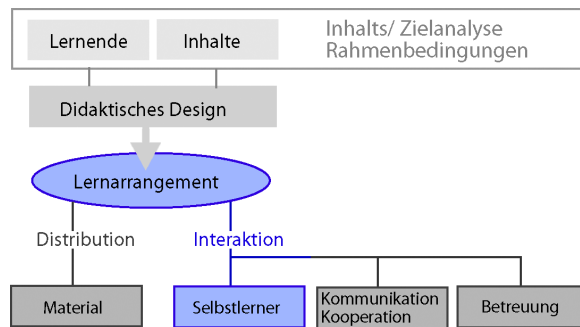 Lernende
Inhalte
Inhalts/ Zielanalyse
Rahmenbedingungen
Didaktisches Design
Lernarrangement
Distribution
Interaktion
Material
Selbstlerner
Kommunikation
Kooperation
Betreuung